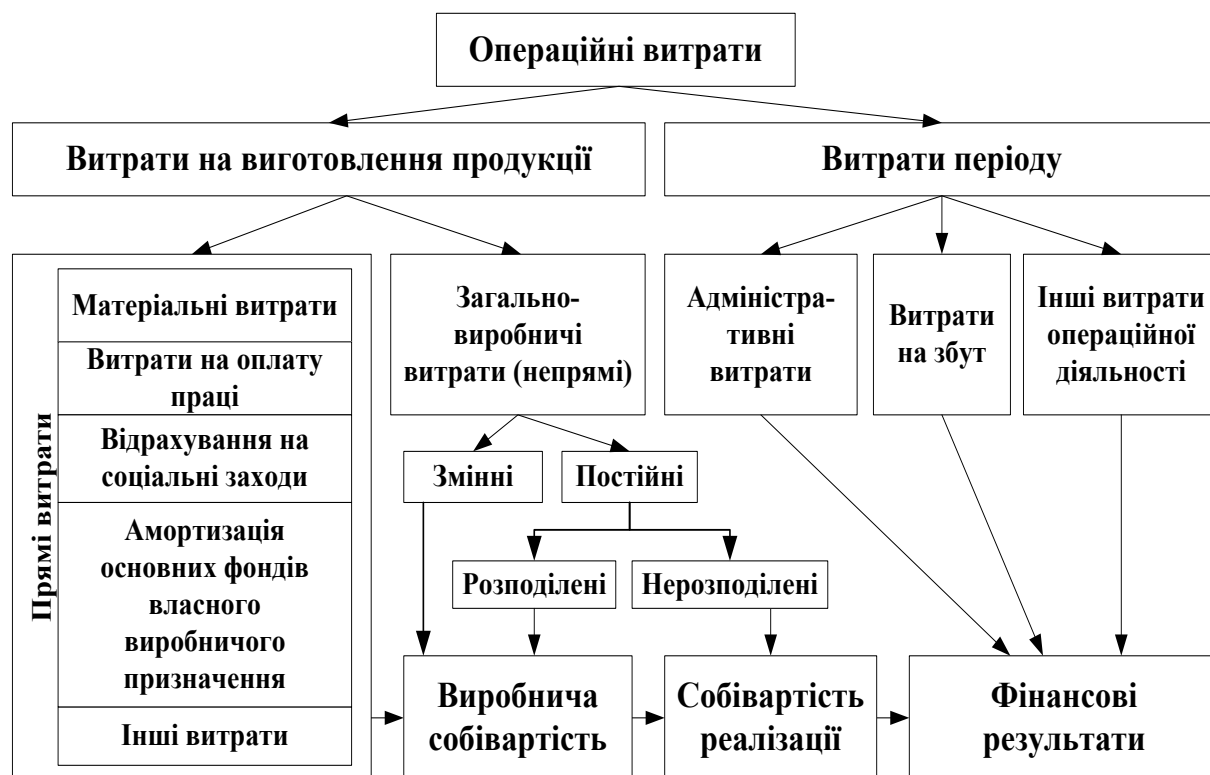 Операційні витрати
Витрати на виготовлення продукції
Витрати періоду
Прямі витрати
Матеріальні витрати
Витрати на оплату
праці
Відрахування на
соціальні заходи
Амортизація
основних фондів
власного
виробничого
призначення
Інші витрати
Загально-
виробничі
витрати (непрямі)
Адміністра-
тивні
витрати
Витрати
на збут
Інші витрати
операційної
діяльності
Змінні
Постійні
Розподілені
Нерозподілені
Виробнича
собівартість
Собівартість
реалізації
Фінансові
результати